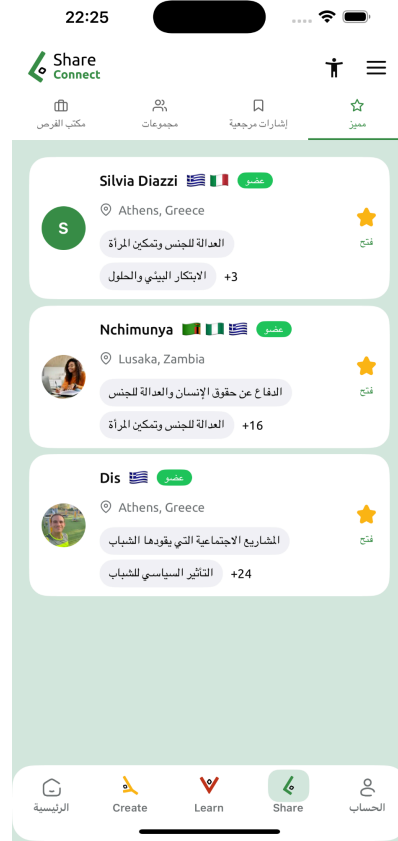 22:25
Share
Connect
مميز
إشارات مرجعية
مجموعات
مكتب الفرص
Silvia Diazzi عضو
Athens, Greece
S
العدالة للجنس وتمكين المرأة
الابتكار البيئي والحلول +3
فتح
Nchimunya عضو
Lusaka, Zambia
الدفاع عن حقوق الإنسان والعدالة للجنس
العدالة للجنس وتمكين المرأة +16
فتح
Dis عضو
Athens, Greece
المشاريع الاجتماعية التي يقودها الشباب
التأثير السياسي للشباب +24
فتح
الرئيسية
Create
Learn
Share
الحساب